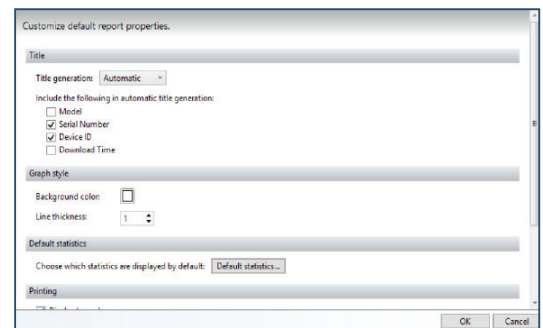 Customize default report properties.
Title
Title generation: Automatic
Include the following in automatic title generation:
Model
Serial Number
Device ID
Download Time
Graph style
Background color:
Line thickness: 1
Default statistics
Choose which statistics are displayed by default: Default statistics...
Printing
OK Cancel